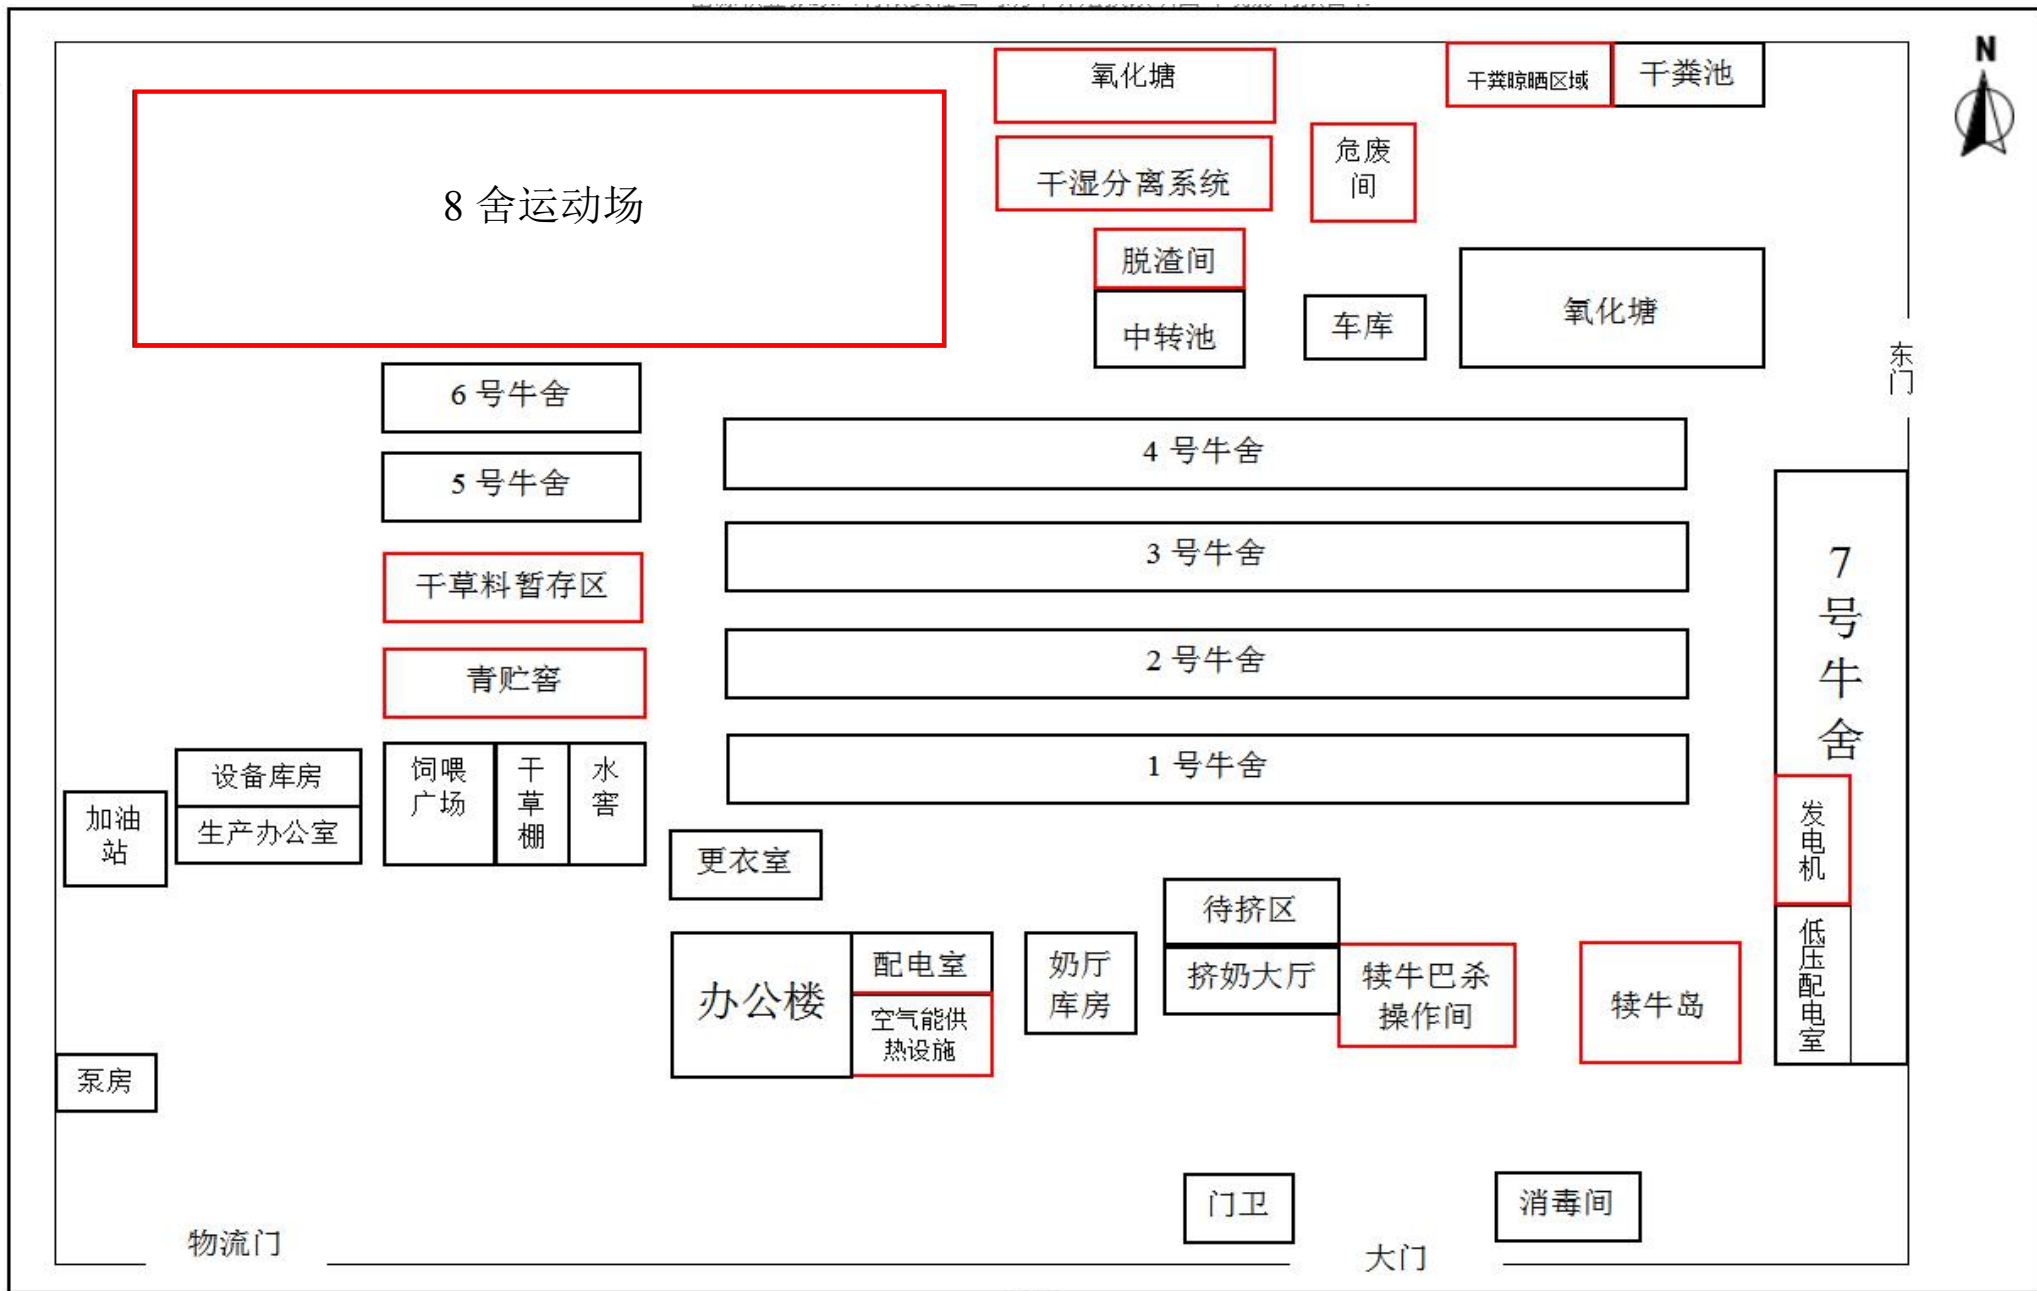 N
氧化塘
干粪晾晒区域
干粪池
8 舍运动场
干湿分离系统
危废
间
脱渣间
中转池
车库
氧化塘
东
门
6 号牛舍
5 号牛舍
4 号牛舍
3 号牛舍
2 号牛舍
1 号牛舍
7
号
牛
舍
干草料暂存区
青贮窖
设备库房
生产办公室
饲喂
广场
干
草
棚
水
窖
加油
站
更衣室
发
电
机
低
压
配
电
室
待挤区
挤奶大厅
办公楼
配电室
空气能供
热设施
奶厅
库房
犊牛巴杀
操作间
犊牛岛
泵房
门卫
消毒间
物流门
大门